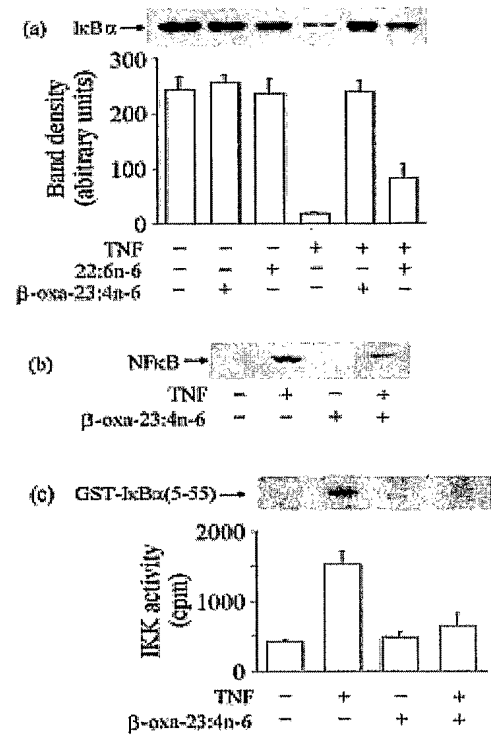 (a) IκBα
300
200
100
0
Band density
(abitrary units)
TNF − − − + + +
22:6n-6 − − + − − +
β-oxa-23:4n-6 − + − − + −
(b) NFκB
TNF − + − +
β-oxa-23:4n-6 − − + +
(c) GST-IκBα(5-55)
2000
1000
0
IKK activity
(cpm)
TNF − + − +
β-oxa-23:4n-6 − − + +